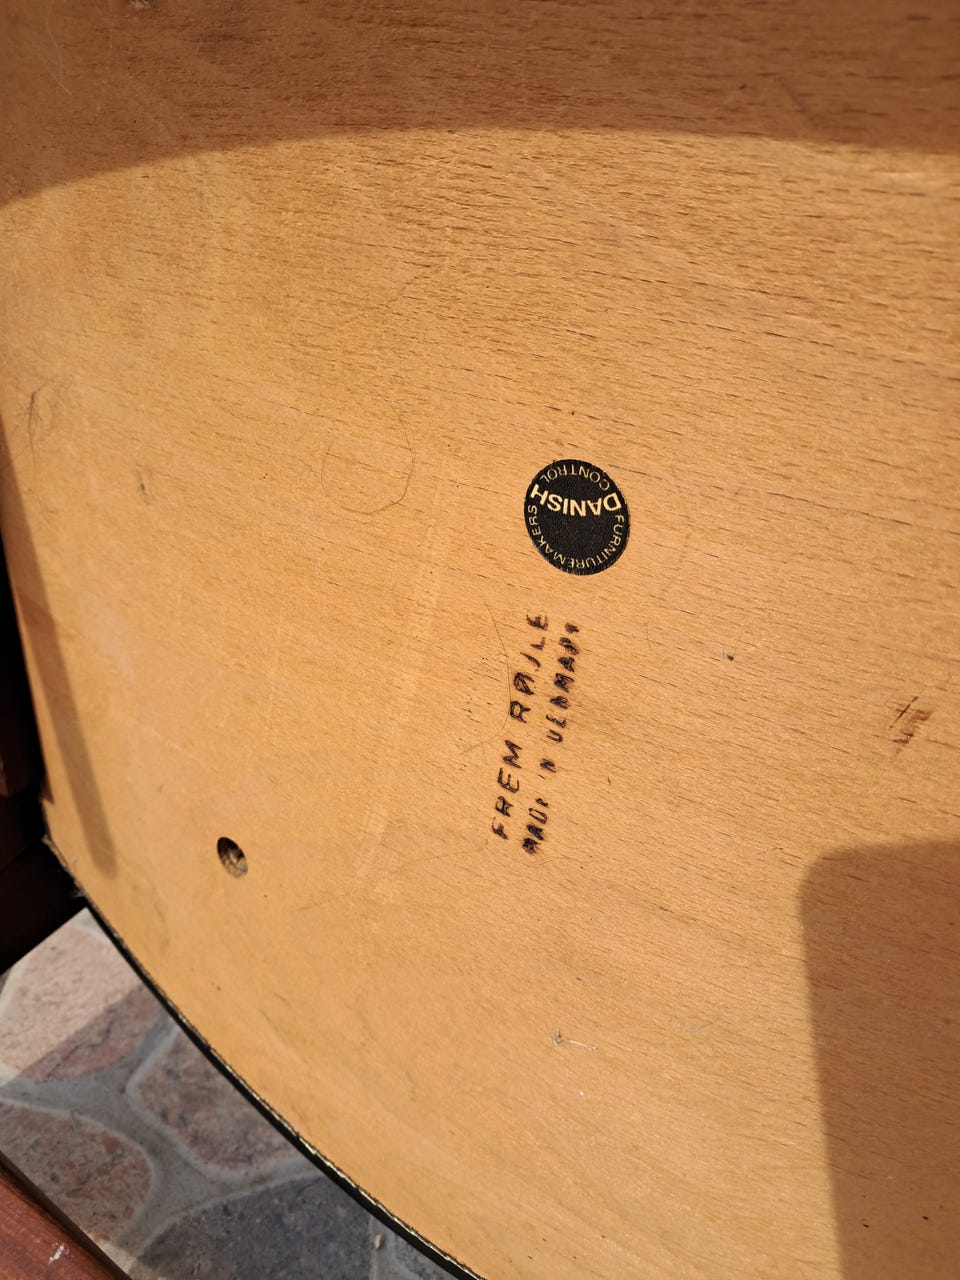 DANISH
CONTROL
FURNITUREMAKERS
FREM RØJLE
MADE IN DENMARK